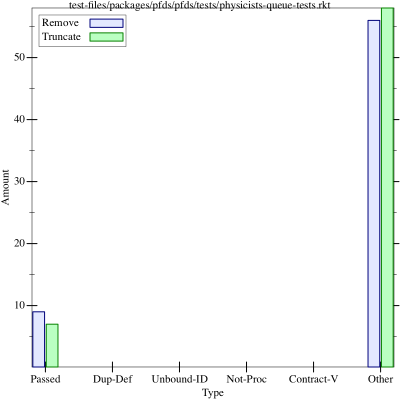 test-files/packages/pfds/pfds/tests/physicists-queue-tests.rkt
Remove
Truncate
50
40
30
20
10
Amount
Passed Dup-Def Unbound-ID Not-Proc Contract-V Other
Type